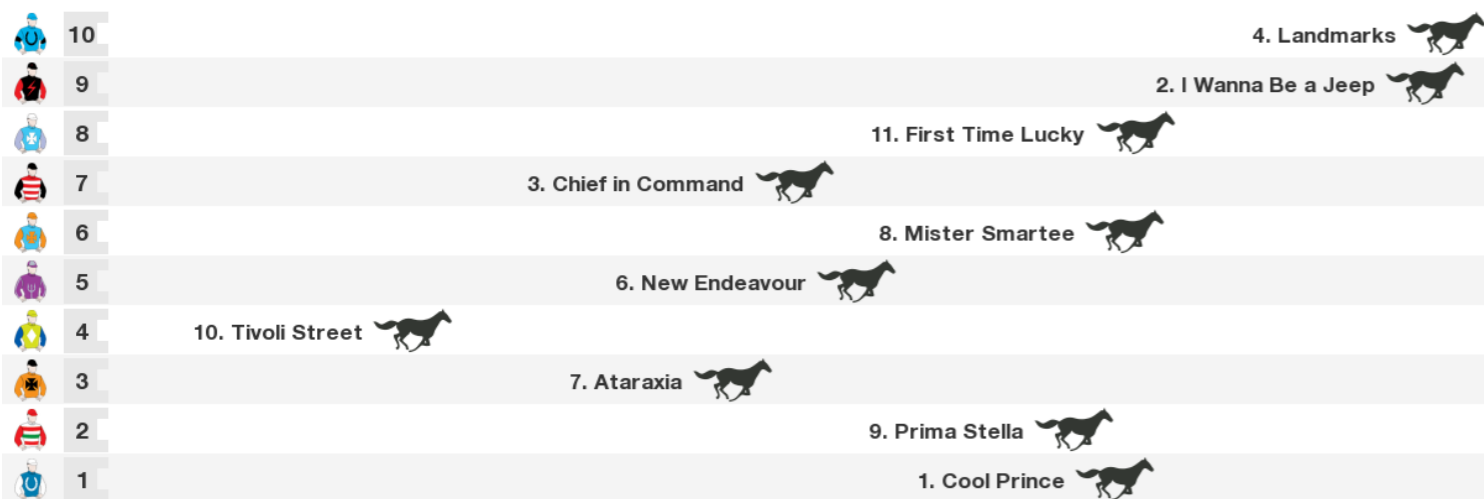 10 4. Landmarks
9 2. I Wanna Be a Jeep
8 11. First Time Lucky
7 3. Chief in Command
6 8. Mister Smartee
5 6. New Endeavour
4 10. Tivoli Street
3 7. Ataraxia
2 9. Prima Stella
1 1. Cool Prince